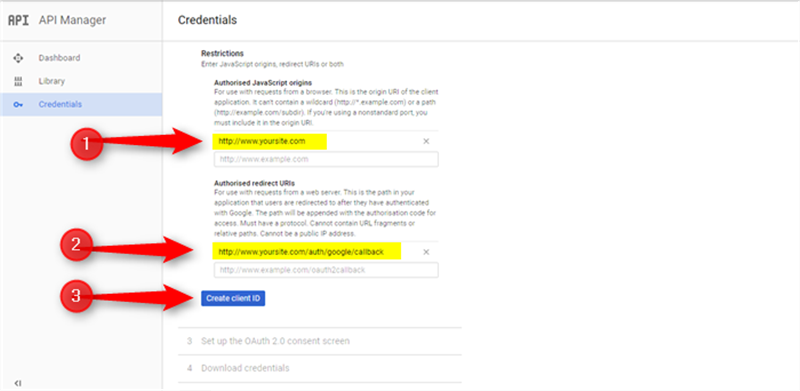 API API Manager
Credentials
Dashboard
Library
Credentials
Restrictions
Enter JavaScript origins, redirect URIs or both
Authorised JavaScript origins
For use with requests from a browser. This is the origin URI of the client
application. It can't contain a wildcard (http://*.example.com) or a path
(http://example.com/subdir). If you're using a nonstandard port, you
must include it in the origin URI.
1
http://www.yoursite.com
http://www.example.com
Authorised redirect URIs
For use with requests from a web server. This is the path in your
application that users are redirected to after they have authenticated
with Google. The path will be appended with the authorisation code for
access. Must have a protocol. Cannot contain URL fragments or
relative paths. Cannot be a public IP address.
2
http://www.yoursite.com/auth/google/callback
http://www.example.com/oauth2callback
3
Create client ID
3 Set up the OAuth 2.0 consent screen
4 Download credentials